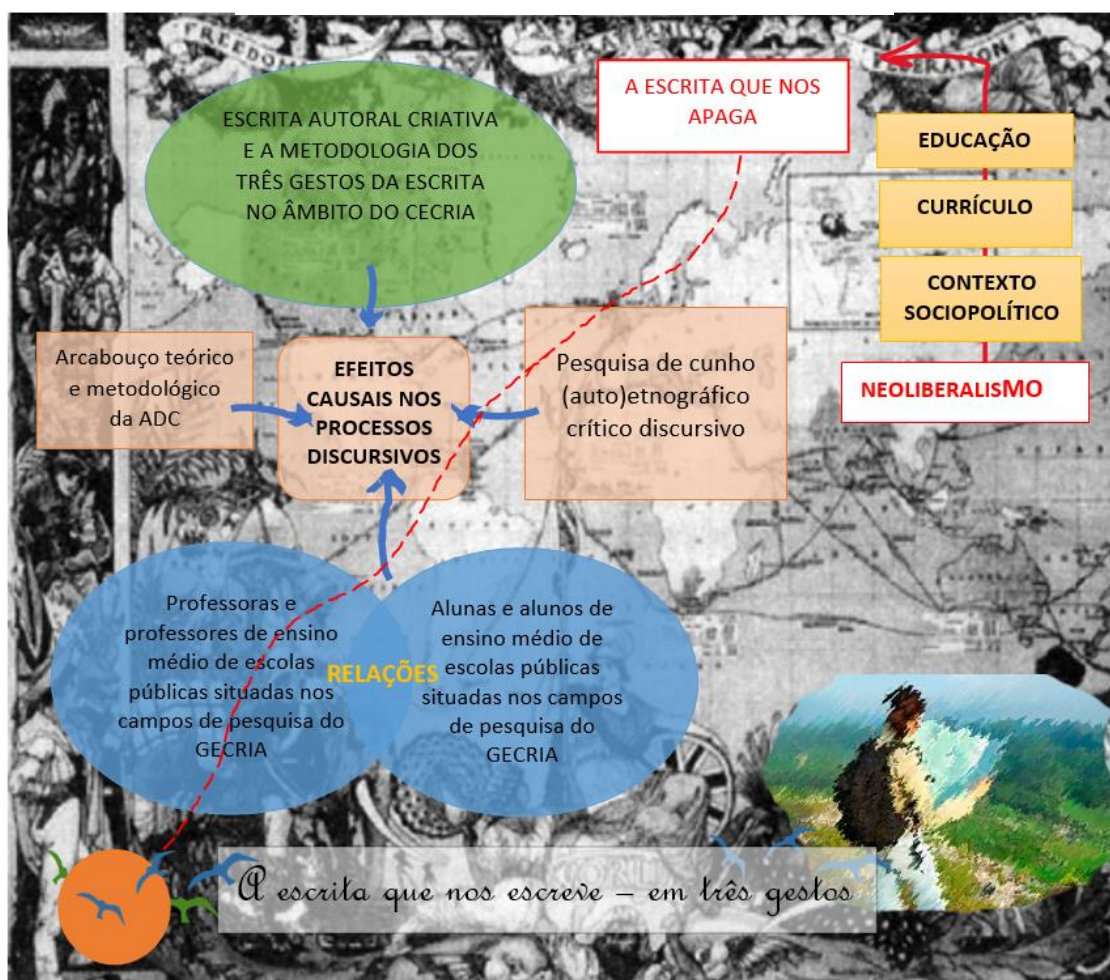 FREEDOM
A ESCRITA QUE NOS
APAGA
ESCRITA AUTORAL CRIATIVA
E A METODOLOGIA DOS
TRÊS GESTOS DA ESCRITA
NO ÂMBITO DO CECRIA
EDUCAÇÃO
CURRÍCULO
CONTEXTO
SOCIOPOLÍTICO
NEOLIBERALISMO
Arcabouço teórico
e metodológico
da ADC
EFEITOS
CAUSAIS NOS
PROCESSOS
DISCURSIVOS
Pesquisa de cunho
(auto)etnográfico
crítico discursivo
Professoras e
professores de ensino
médio de escolas
públicas situadas nos
campos de pesquisa do
GECRIA
RELAÇÕES
Alunas e alunos de
ensino médio de
escolas públicas
situadas nos campos
de pesquisa do
GECRIA
A escrita que nos escreve – em três gestos